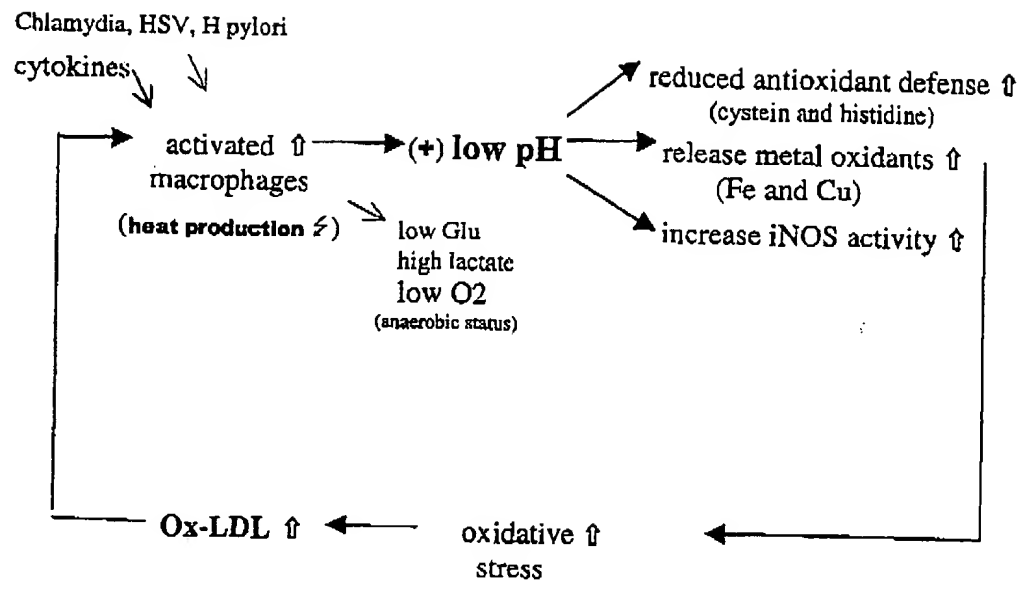 Chlamydia, HSV, H pylori
cytokines
activated ⇧
macrophages
(heat production ⚡)
(+) low pH
low Glu
high lactate
low O2
(anaerobic status)
reduced antioxidant defense ⇧
(cystein and histidine)
release metal oxidants ⇧
(Fe and Cu)
increase iNOS activity ⇧
Ox-LDL ⇧
oxidative ⇧
stress